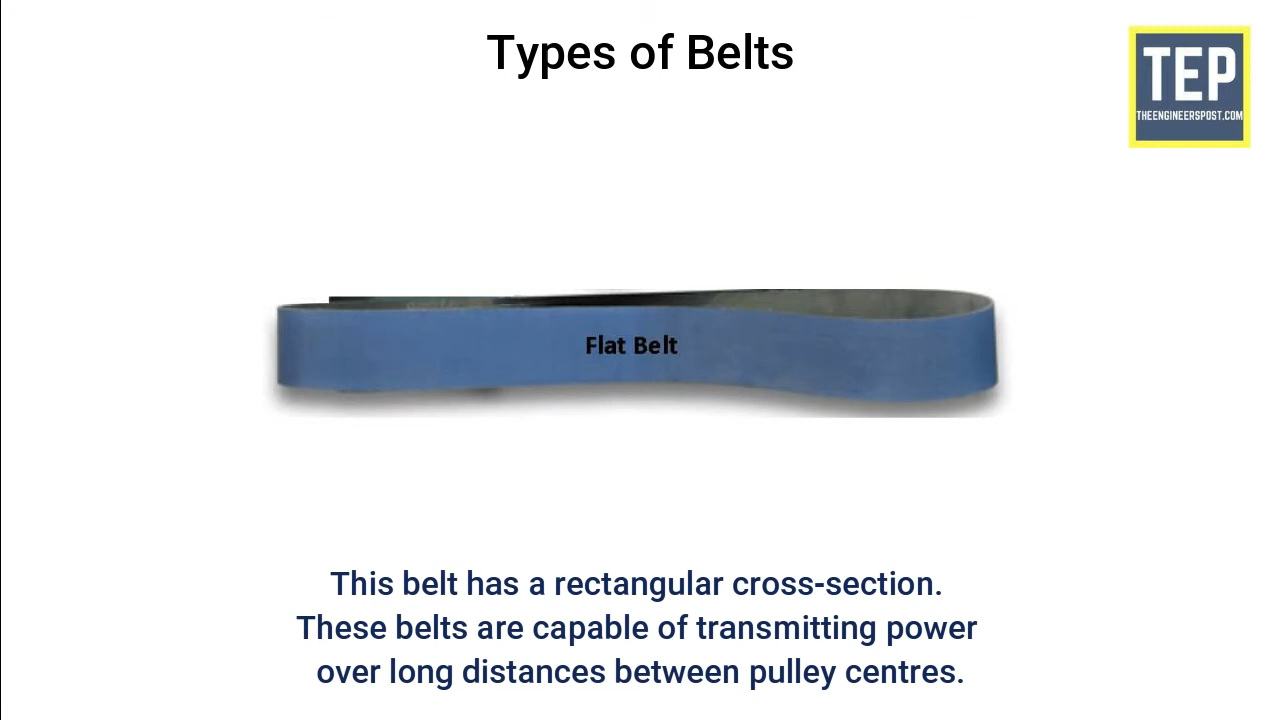 Types of Belts
TEP
THEENGINEERSPOST.COM
Flat Belt
This belt has a rectangular cross-section.
These belts are capable of transmitting power
over long distances between pulley centres.